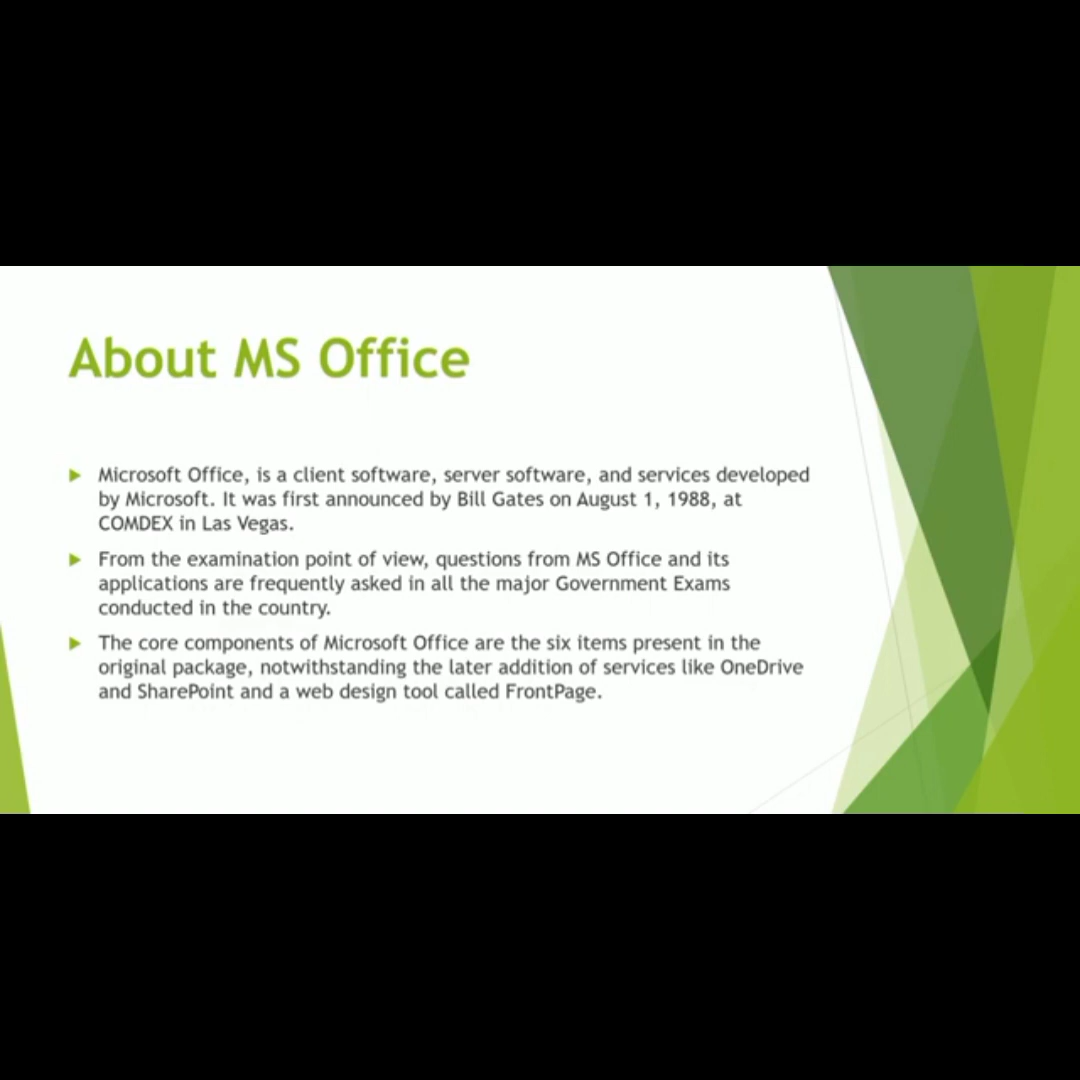 About MS Office
Microsoft Office, is a client software, server software, and services developed
by Microsoft. It was first announced by Bill Gates on August 1, 1988, at
COMDEX in Las Vegas.
From the examination point of view, questions from MS Office and its
applications are frequently asked in all the major Government Exams
conducted in the country.
The core components of Microsoft Office are the six items present in the
original package, notwithstanding the later addition of services like OneDrive
and SharePoint and a web design tool called FrontPage.